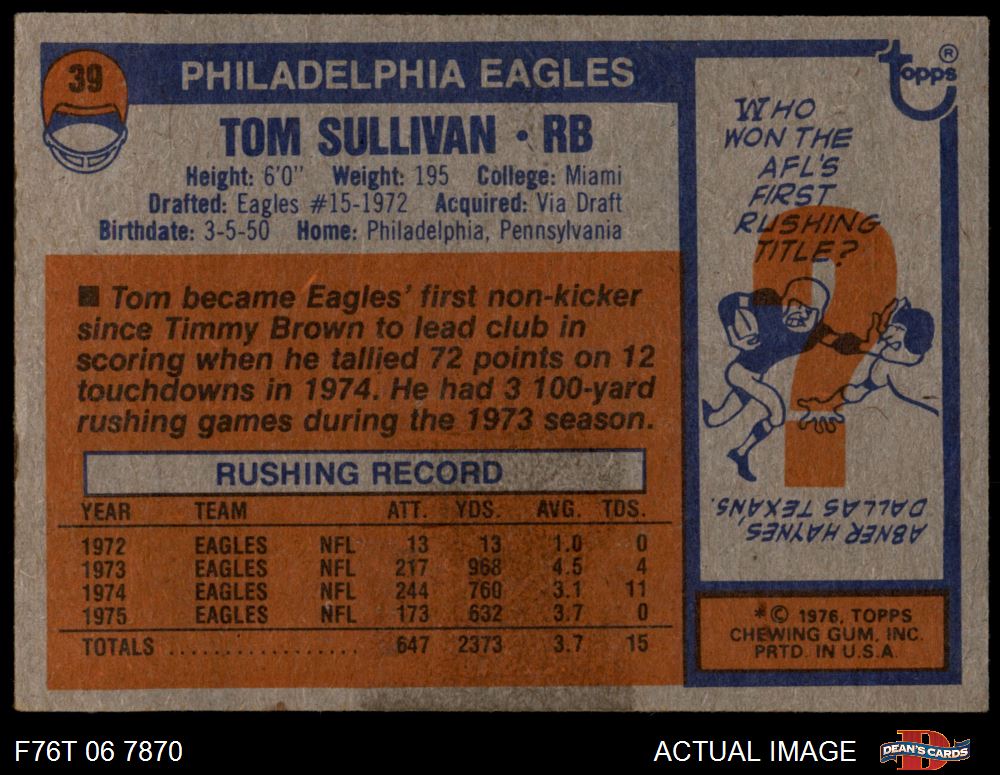 39
PHILADELPHIA EAGLES
TOM SULLIVAN • RB
Height: 6'0" Weight: 195 College: Miami
Drafted: Eagles #15-1972 Acquired: Via Draft
Birthdate: 3-5-50 Home: Philadelphia, Pennsylvania
■ Tom became Eagles' first non-kicker
since Timmy Brown to lead club in
scoring when he tallied 72 points on 12
touchdowns in 1974. He had 3 100-yard
rushing games during the 1973 season.
RUSHING RECORD
YEAR TEAM ATT. YDS. AVG. TDS.
1972 EAGLES NFL 13 13 1.0 0
1973 EAGLES NFL 217 968 4.5 4
1974 EAGLES NFL 244 760 3.1 11
1975 EAGLES NFL 173 632 3.7 0
TOTALS .................... 647 2373 3.7 15
topps®
WHO
WON THE
AFL'S
FIRST
RUSHING
TITLE?
?
ABNER HAYNES,
DALLAS TEXANS.
*© 1976, TOPPS
CHEWING GUM, INC.
PRTD. IN U.S.A.
F76T 06 7870
ACTUAL IMAGE
D
DEAN'S CARDS